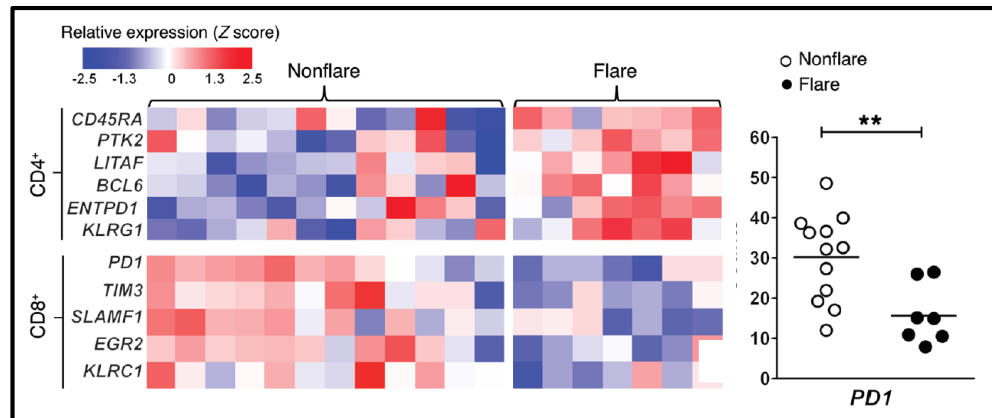 Relative expression (Z score)
-2.5 -1.3 0 1.3 2.5
Nonflare
Flare
CD4+
CD45RA
PTK2
LITAF
BCL6
ENTPD1
KLRG1
CD8+
PD1
TIM3
SLAMF1
EGR2
KLRC1
Nonflare
Flare
**
60
50
40
30
20
10
0
PD1